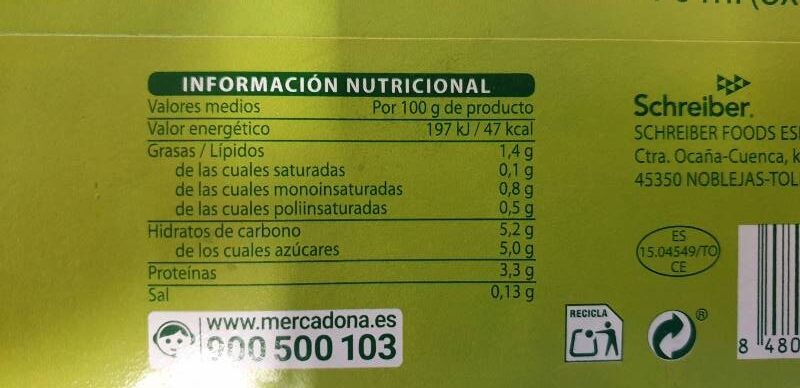 INFORMACIÓN NUTRICIONAL
Valores medios Por 100 g de producto
Valor energético 197 kJ / 47 kcal
Grasas / Lípidos 1,4 g
de las cuales saturadas 0,1 g
de las cuales monoinsaturadas 0,8 g
de las cuales poliinsaturadas 0,5 g
Hidratos de carbono 5,2 g
de los cuales azúcares 5,0 g
Proteínas 3,3 g
Sal 0,13 g
www.mercadona.es
900 500 103
Schreiber.
SCHREIBER FOODS ES
Ctra. Ocaña-Cuenca, k
45350 NOBLEJAS-TOL
ES
15.04549/TO
CE
RECICLA
®
8 480